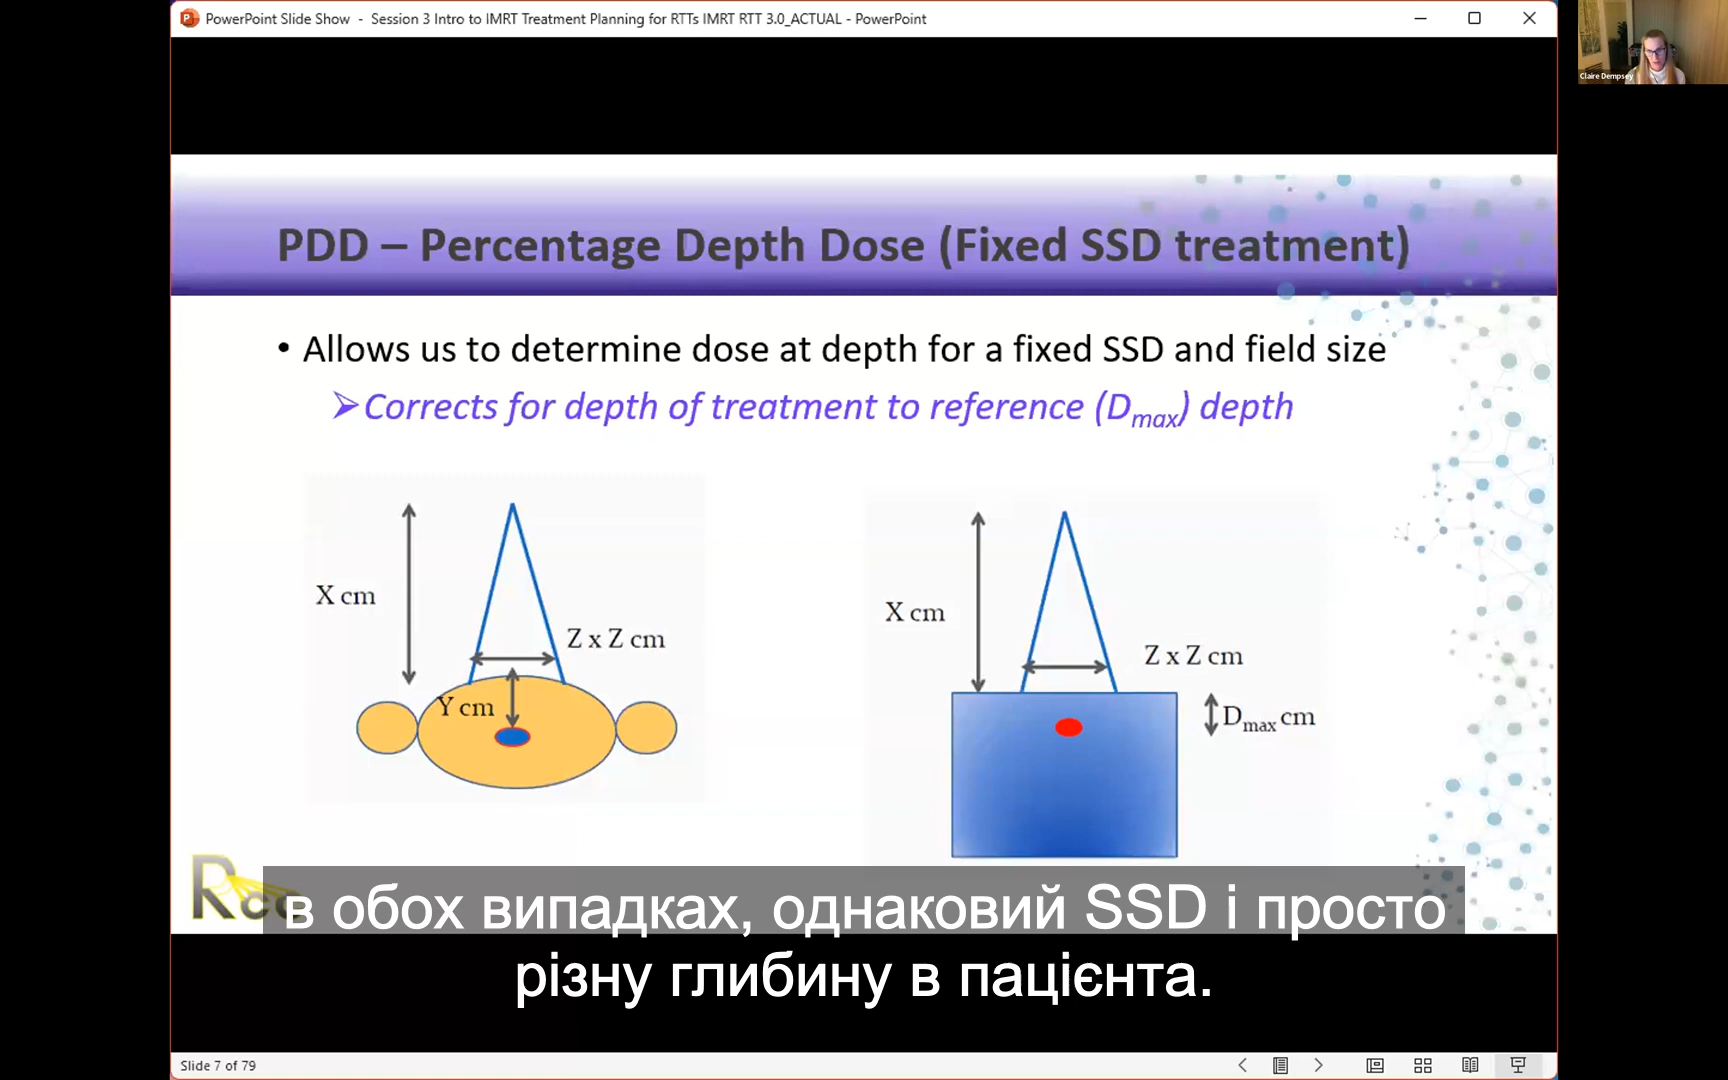 PowerPoint Slide Show - Session 3 Intro to IMRT Treatment Planning for RTTs IMRT RTT 3.0_ACTUAL - PowerPoint
Claire Dempsey
PDD – Percentage Depth Dose (Fixed SSD treatment)
• Allows us to determine dose at depth for a fixed SSD and field size
➢Corrects for depth of treatment to reference (Dmax) depth
X cm
Z x Z cm
Y cm
X cm
Z x Z cm
Dmax cm
в обох випадках, однаковий SSD і просто
різну глибину в пацієнта.
Slide 7 of 79